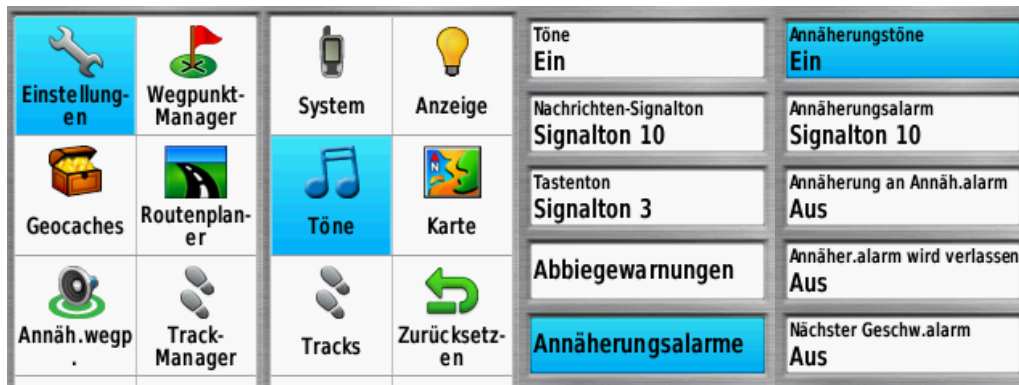 Einstellung-
en
Wegpunkt-
Manager
Geocaches
Routenplan-
er
Annäh.wegp
.
Track-
Manager
System
Anzeige
Töne
N
Karte
Tracks
Zurücksetz-
en
Töne
Ein
Nachrichten-Signalton
Signalton 10
Tastenton
Signalton 3
Abbiegewarnungen
Annäherungsalarme
Annäherungstöne
Ein
Annäherungsalarm
Signalton 10
Annäherung an Annäh.alarm
Aus
Annäher.alarm wird verlassen
Aus
Nächster Geschw.alarm
Aus